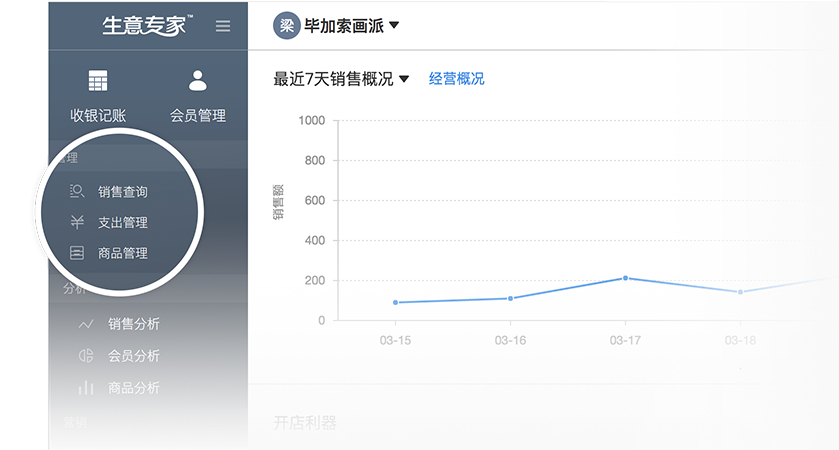 生意专家™
梁 毕加索画派
收银记账 会员管理
管理
销售查询
支出管理
商品管理
分析
销售分析
会员分析
商品分析
营销
最近7天销售概况 经营概况
销售额
1000
800
600
400
200
0
03-15 03-16 03-17 03-18
开店利器